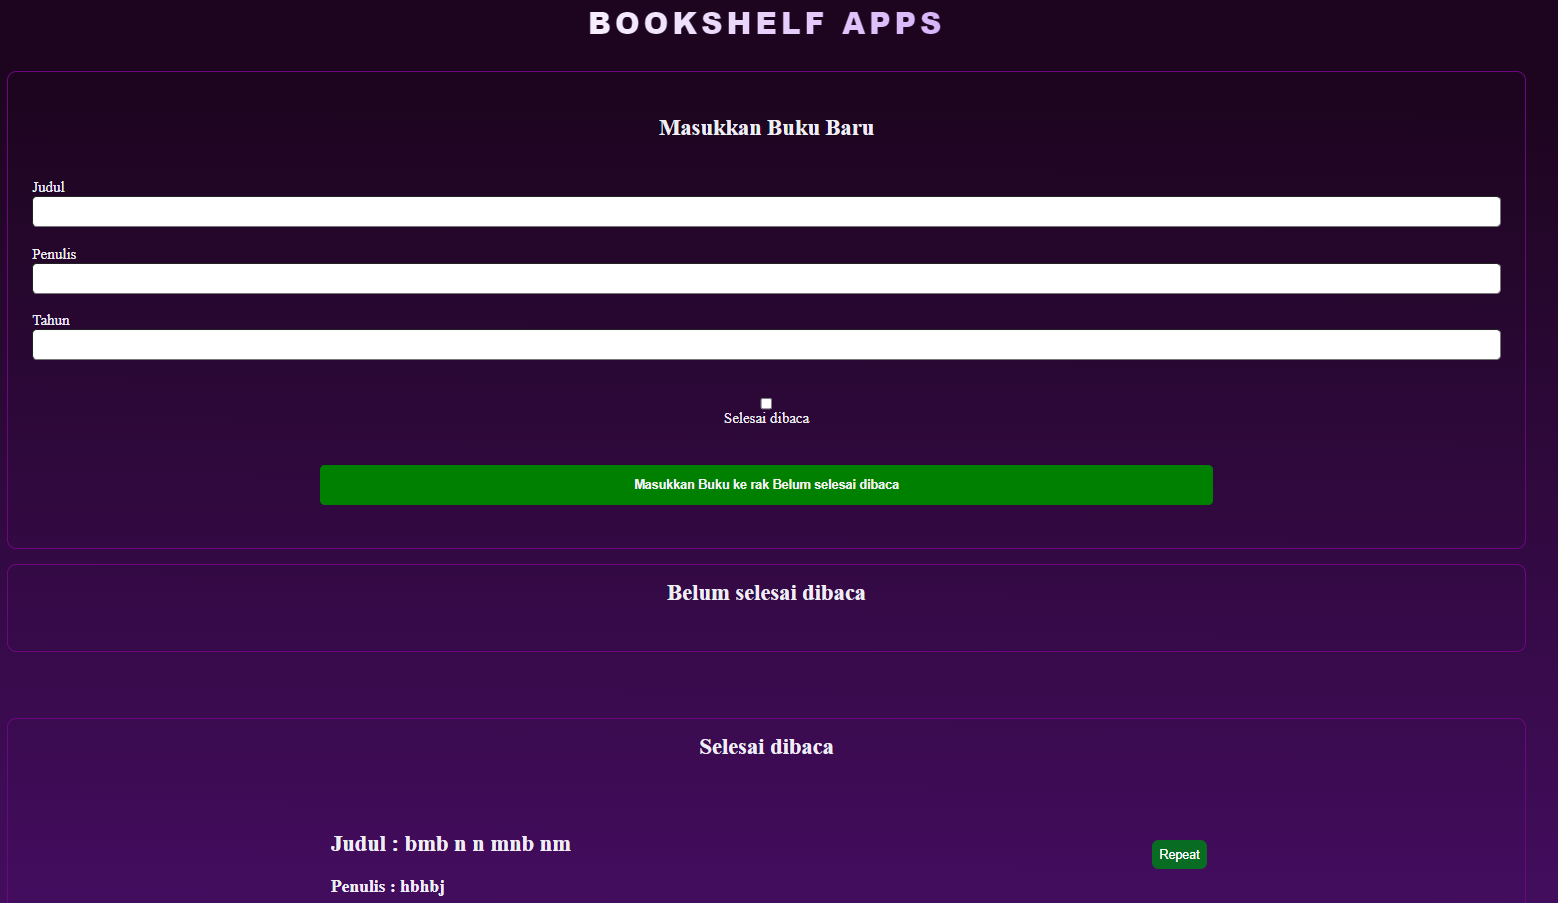 BOOKSHELF APPS
Masukkan Buku Baru
Judul
Penulis
Tahun
Selesai dibaca
Masukkan Buku ke rak Belum selesai dibaca
Belum selesai dibaca
Selesai dibaca
Judul : bmb n n mnb nm
Repeat
Penulis : hbhbj